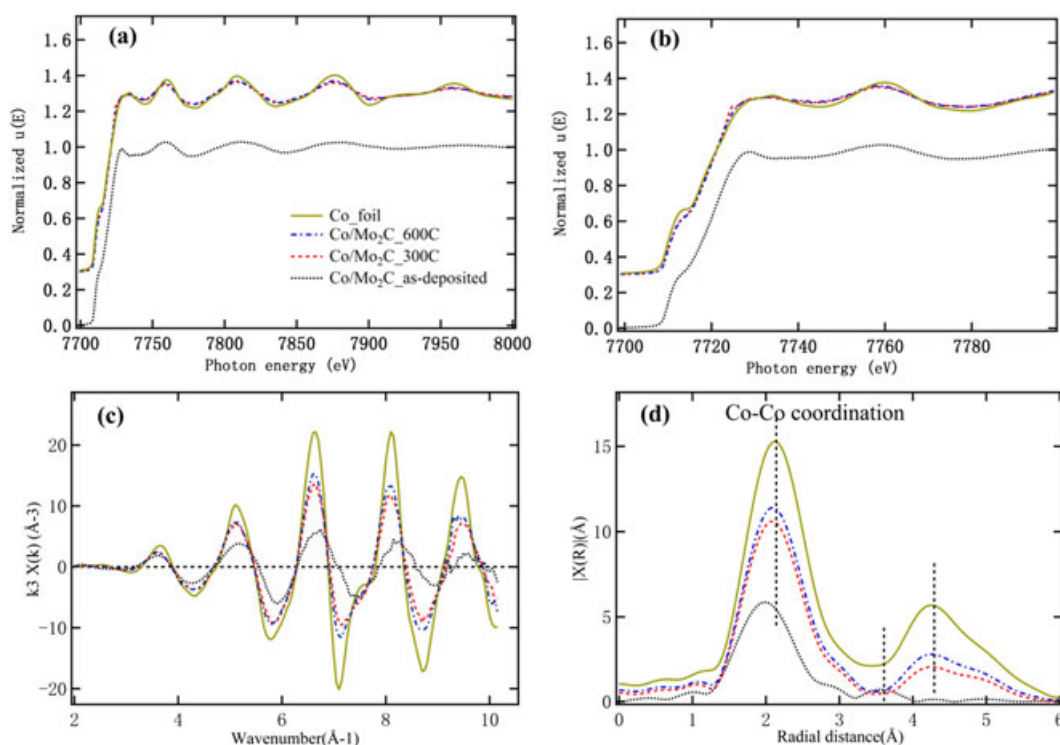 (a)
1.6
1.4
1.2
1.0
0.8
0.6
0.4
0.2
0.0
Normalized u(E)
Co_foil
Co/Mo₂C_600C
Co/Mo₂C_300C
Co/Mo₂C_as-deposited
7700 7750 7800 7850 7900 7950 8000
Photon energy (eV)
(b)
1.6
1.4
1.2
1.0
0.8
0.6
0.4
0.2
0.0
Normalized u(E)
7700 7720 7740 7760 7780
Photon energy (eV)
(c)
20
10
0
-10
-20
k3 X(k) (Å-3)
2 4 6 8 10
Wavenumber(Å-1)
(d)
Co-Co coordination
15
10
5
0
|X(R)|(Å)
0 1 2 3 4 5 6
Radial distance(Å)